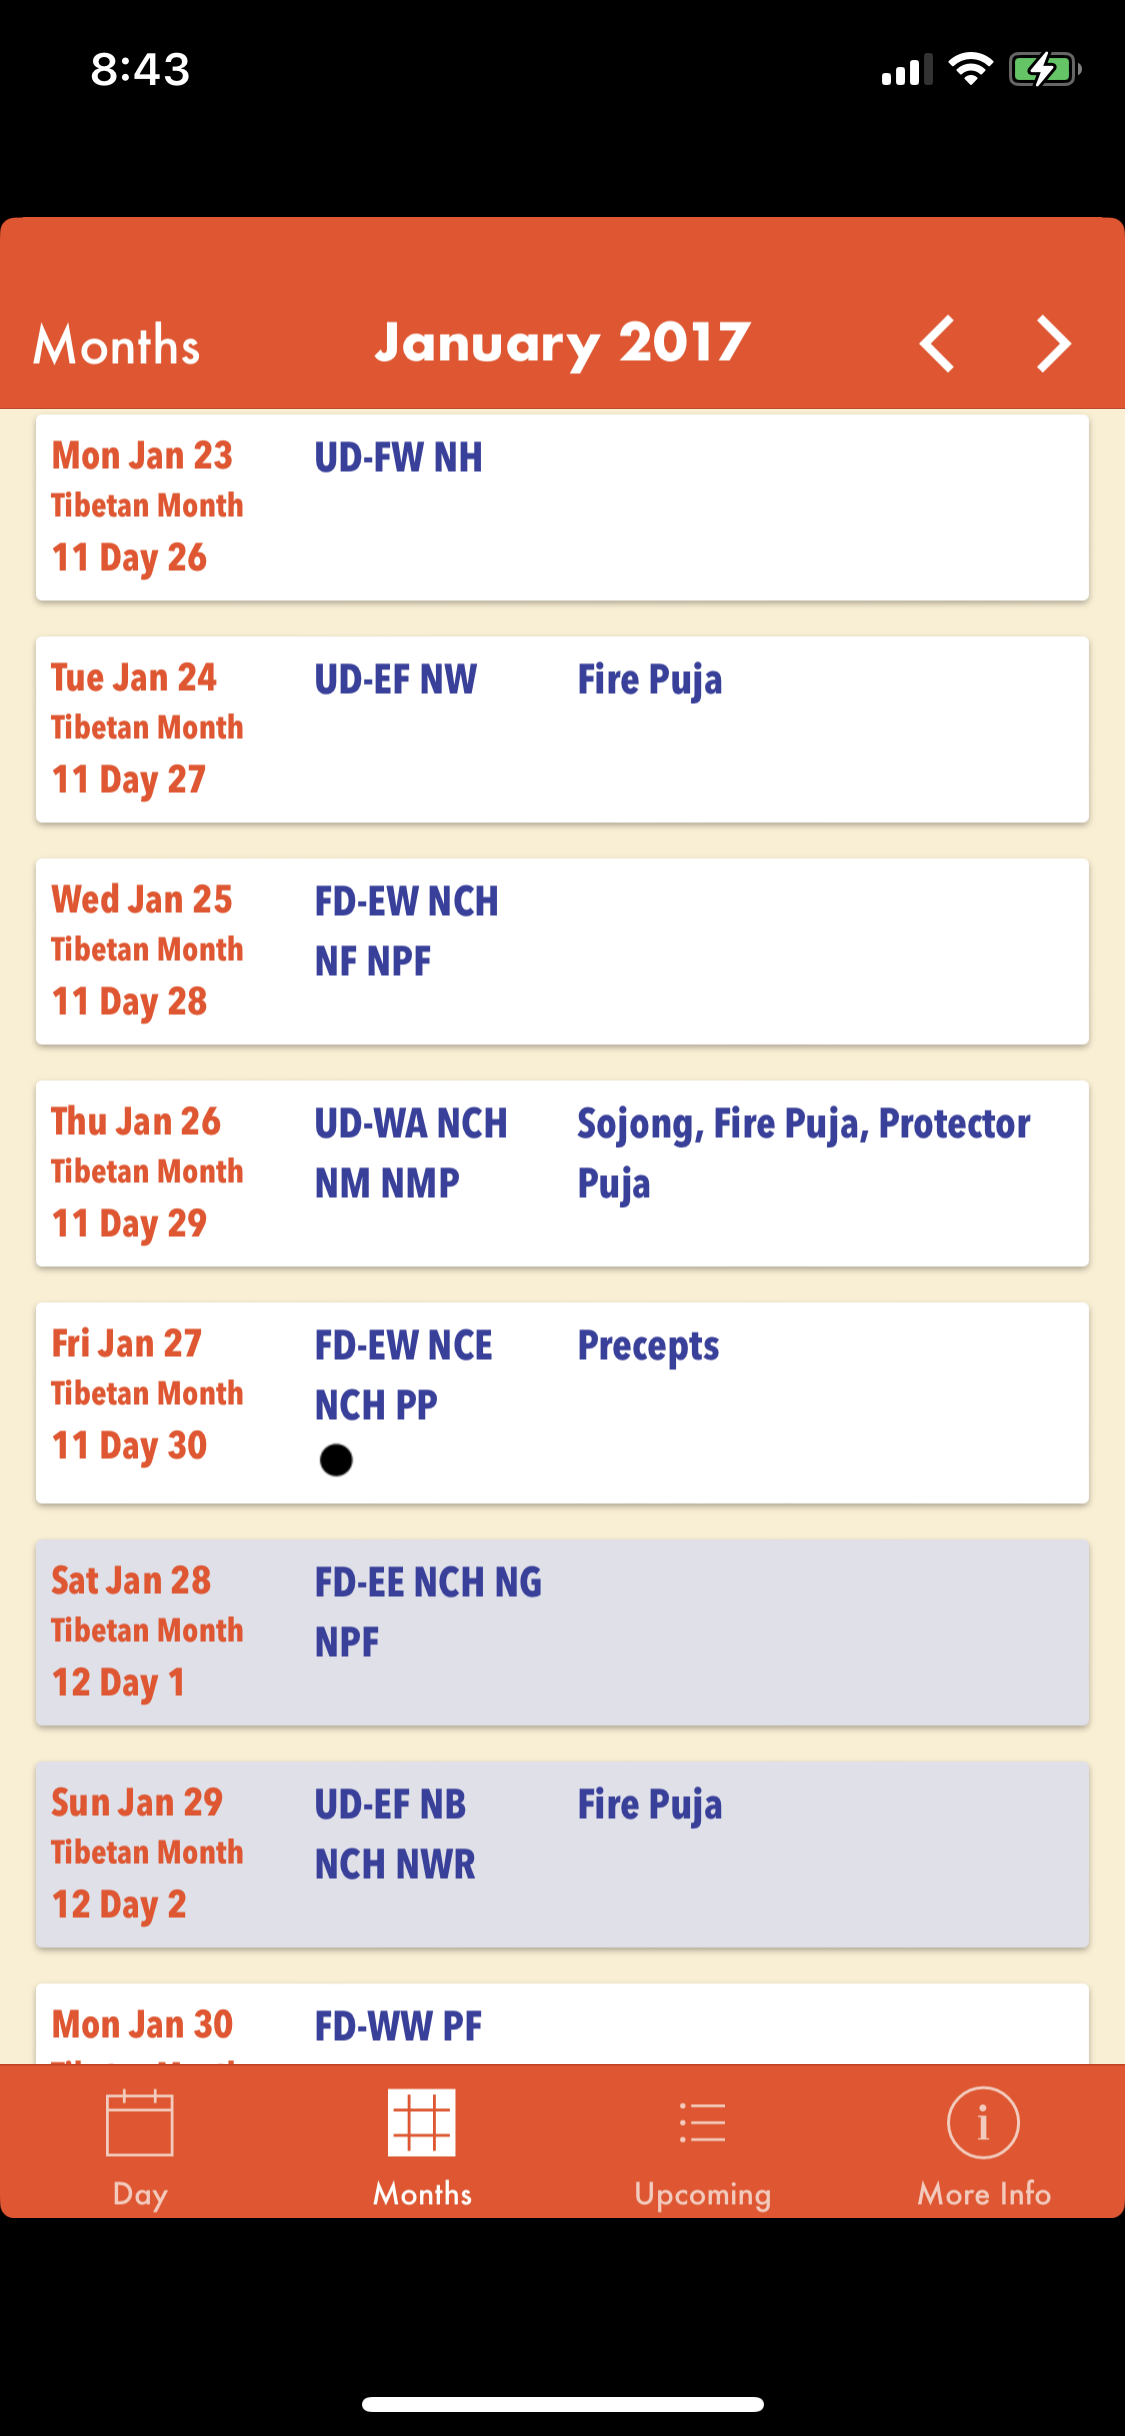 8:43
Months January 2017
Mon Jan 23 UD-FW NH
Tibetan Month
11 Day 26
Tue Jan 24 UD-EF NW Fire Puja
Tibetan Month
11 Day 27
Wed Jan 25 FD-EW NCH
Tibetan Month NF NPF
11 Day 28
Thu Jan 26 UD-WA NCH Sojong, Fire Puja, Protector
Tibetan Month NM NMP Puja
11 Day 29
Fri Jan 27 FD-EW NCE Precepts
Tibetan Month NCH PP
11 Day 30
Sat Jan 28 FD-EE NCH NG
Tibetan Month NPF
12 Day 1
Sun Jan 29 UD-EF NB Fire Puja
Tibetan Month NCH NWR
12 Day 2
Mon Jan 30 FD-WW PF
Day Months Upcoming More Info